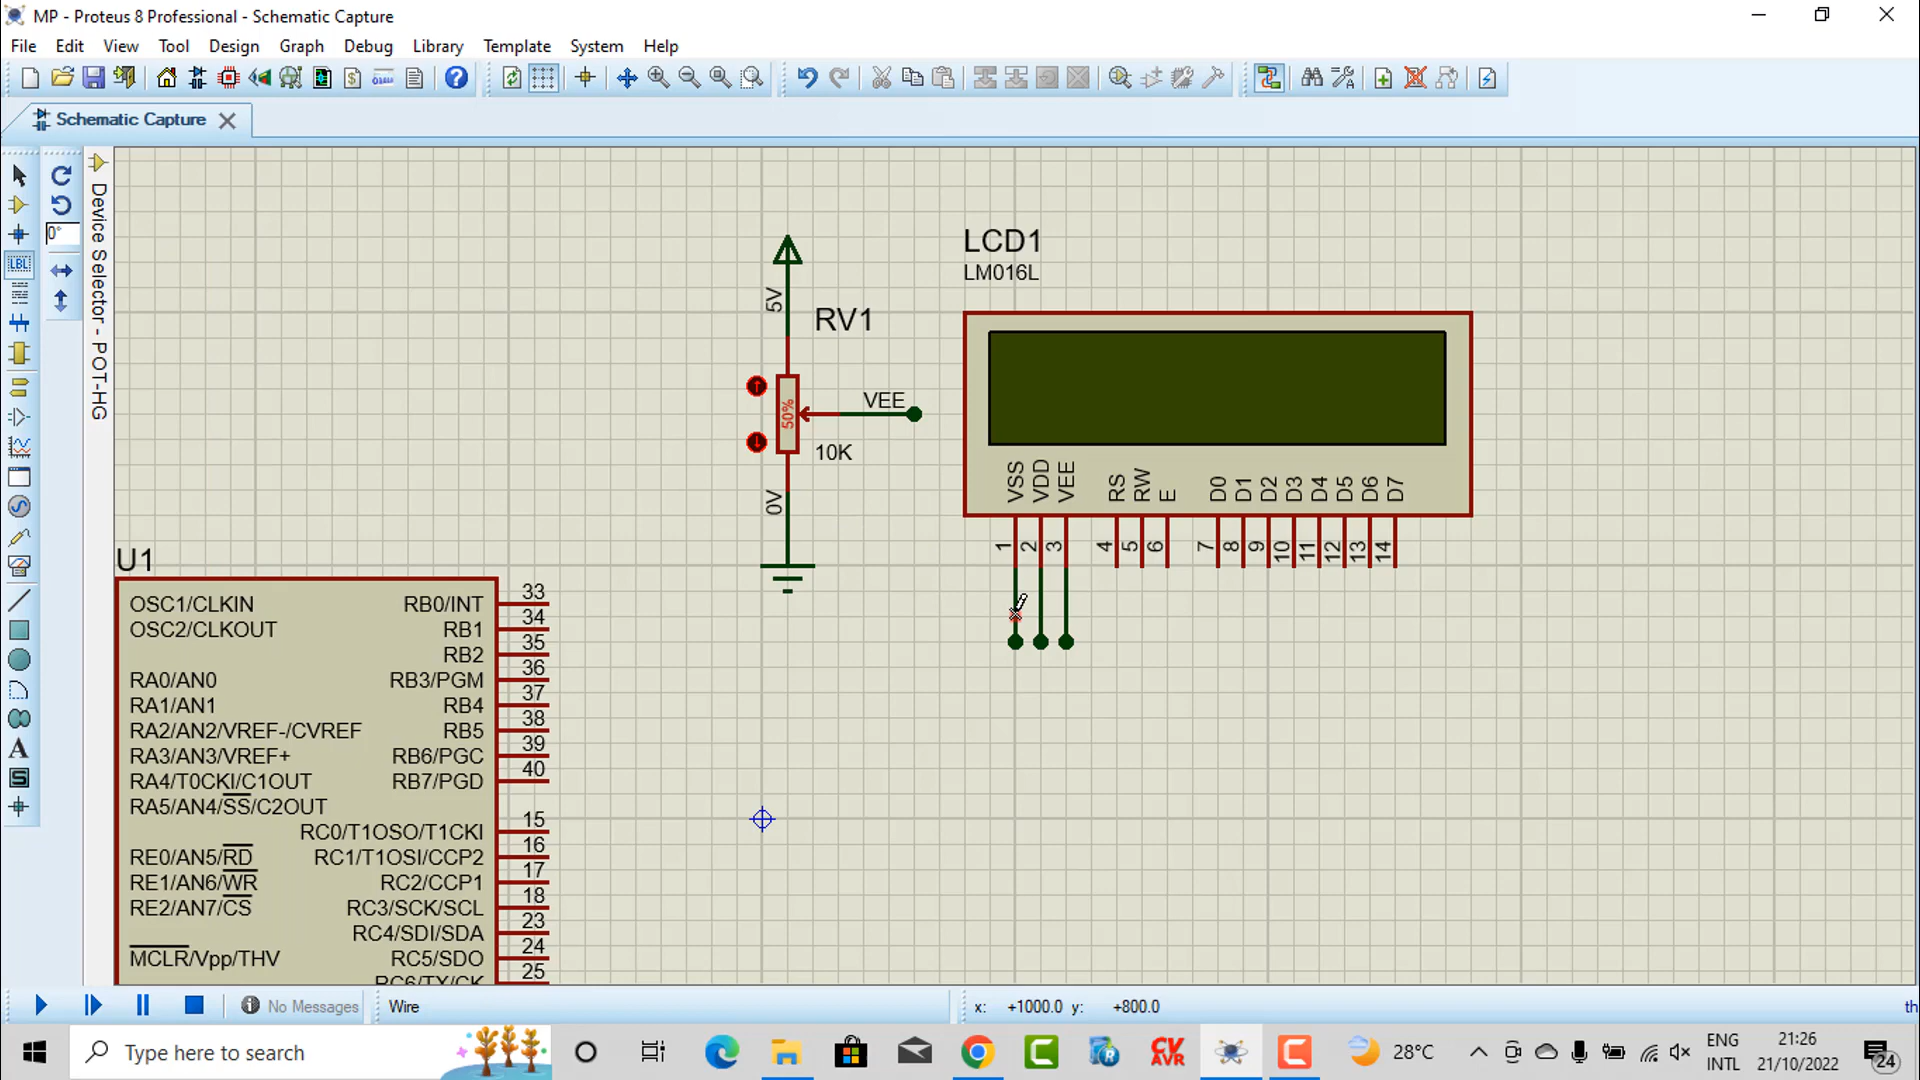 MP - Proteus 8 Professional - Schematic Capture
File Edit View Tool Design Graph Debug Library Template System Help
Schematic Capture
LBL
0°
Device Selector - POT-HG
A
S
5V
RV1
50%
VEE
10K
0V
LCD1
LM016L
VSS VDD VEE RS RW E D0 D1 D2 D3 D4 D5 D6 D7
1 2 3 4 5 6 7 8 9 10 11 12 13 14
U1
OSC1/CLKIN RB0/INT 33
OSC2/CLKOUT RB1 34
RB2 35
RA0/AN0 RB3/PGM 36
RA1/AN1 RB4 37
RA2/AN2/VREF-/CVREF RB5 38
RA3/AN3/VREF+ RB6/PGC 39
RA4/T0CKI/C1OUT RB7/PGD 40
RA5/AN4/SS/C2OUT
RC0/T1OSO/T1CKI 15
RE0/AN5/RD RC1/T1OSI/CCP2 16
RE1/AN6/WR RC2/CCP1 17
RE2/AN7/CS RC3/SCK/SCL 18
RC4/SDI/SDA 23
MCLR/Vpp/THV RC5/SDO 24
RC6/TX/CK 25
No Messages Wire x: +1000.0 y: +800.0 th
Type here to search
CV
AVR
28°C
ENG
INTL
21:26
21/10/2022
24